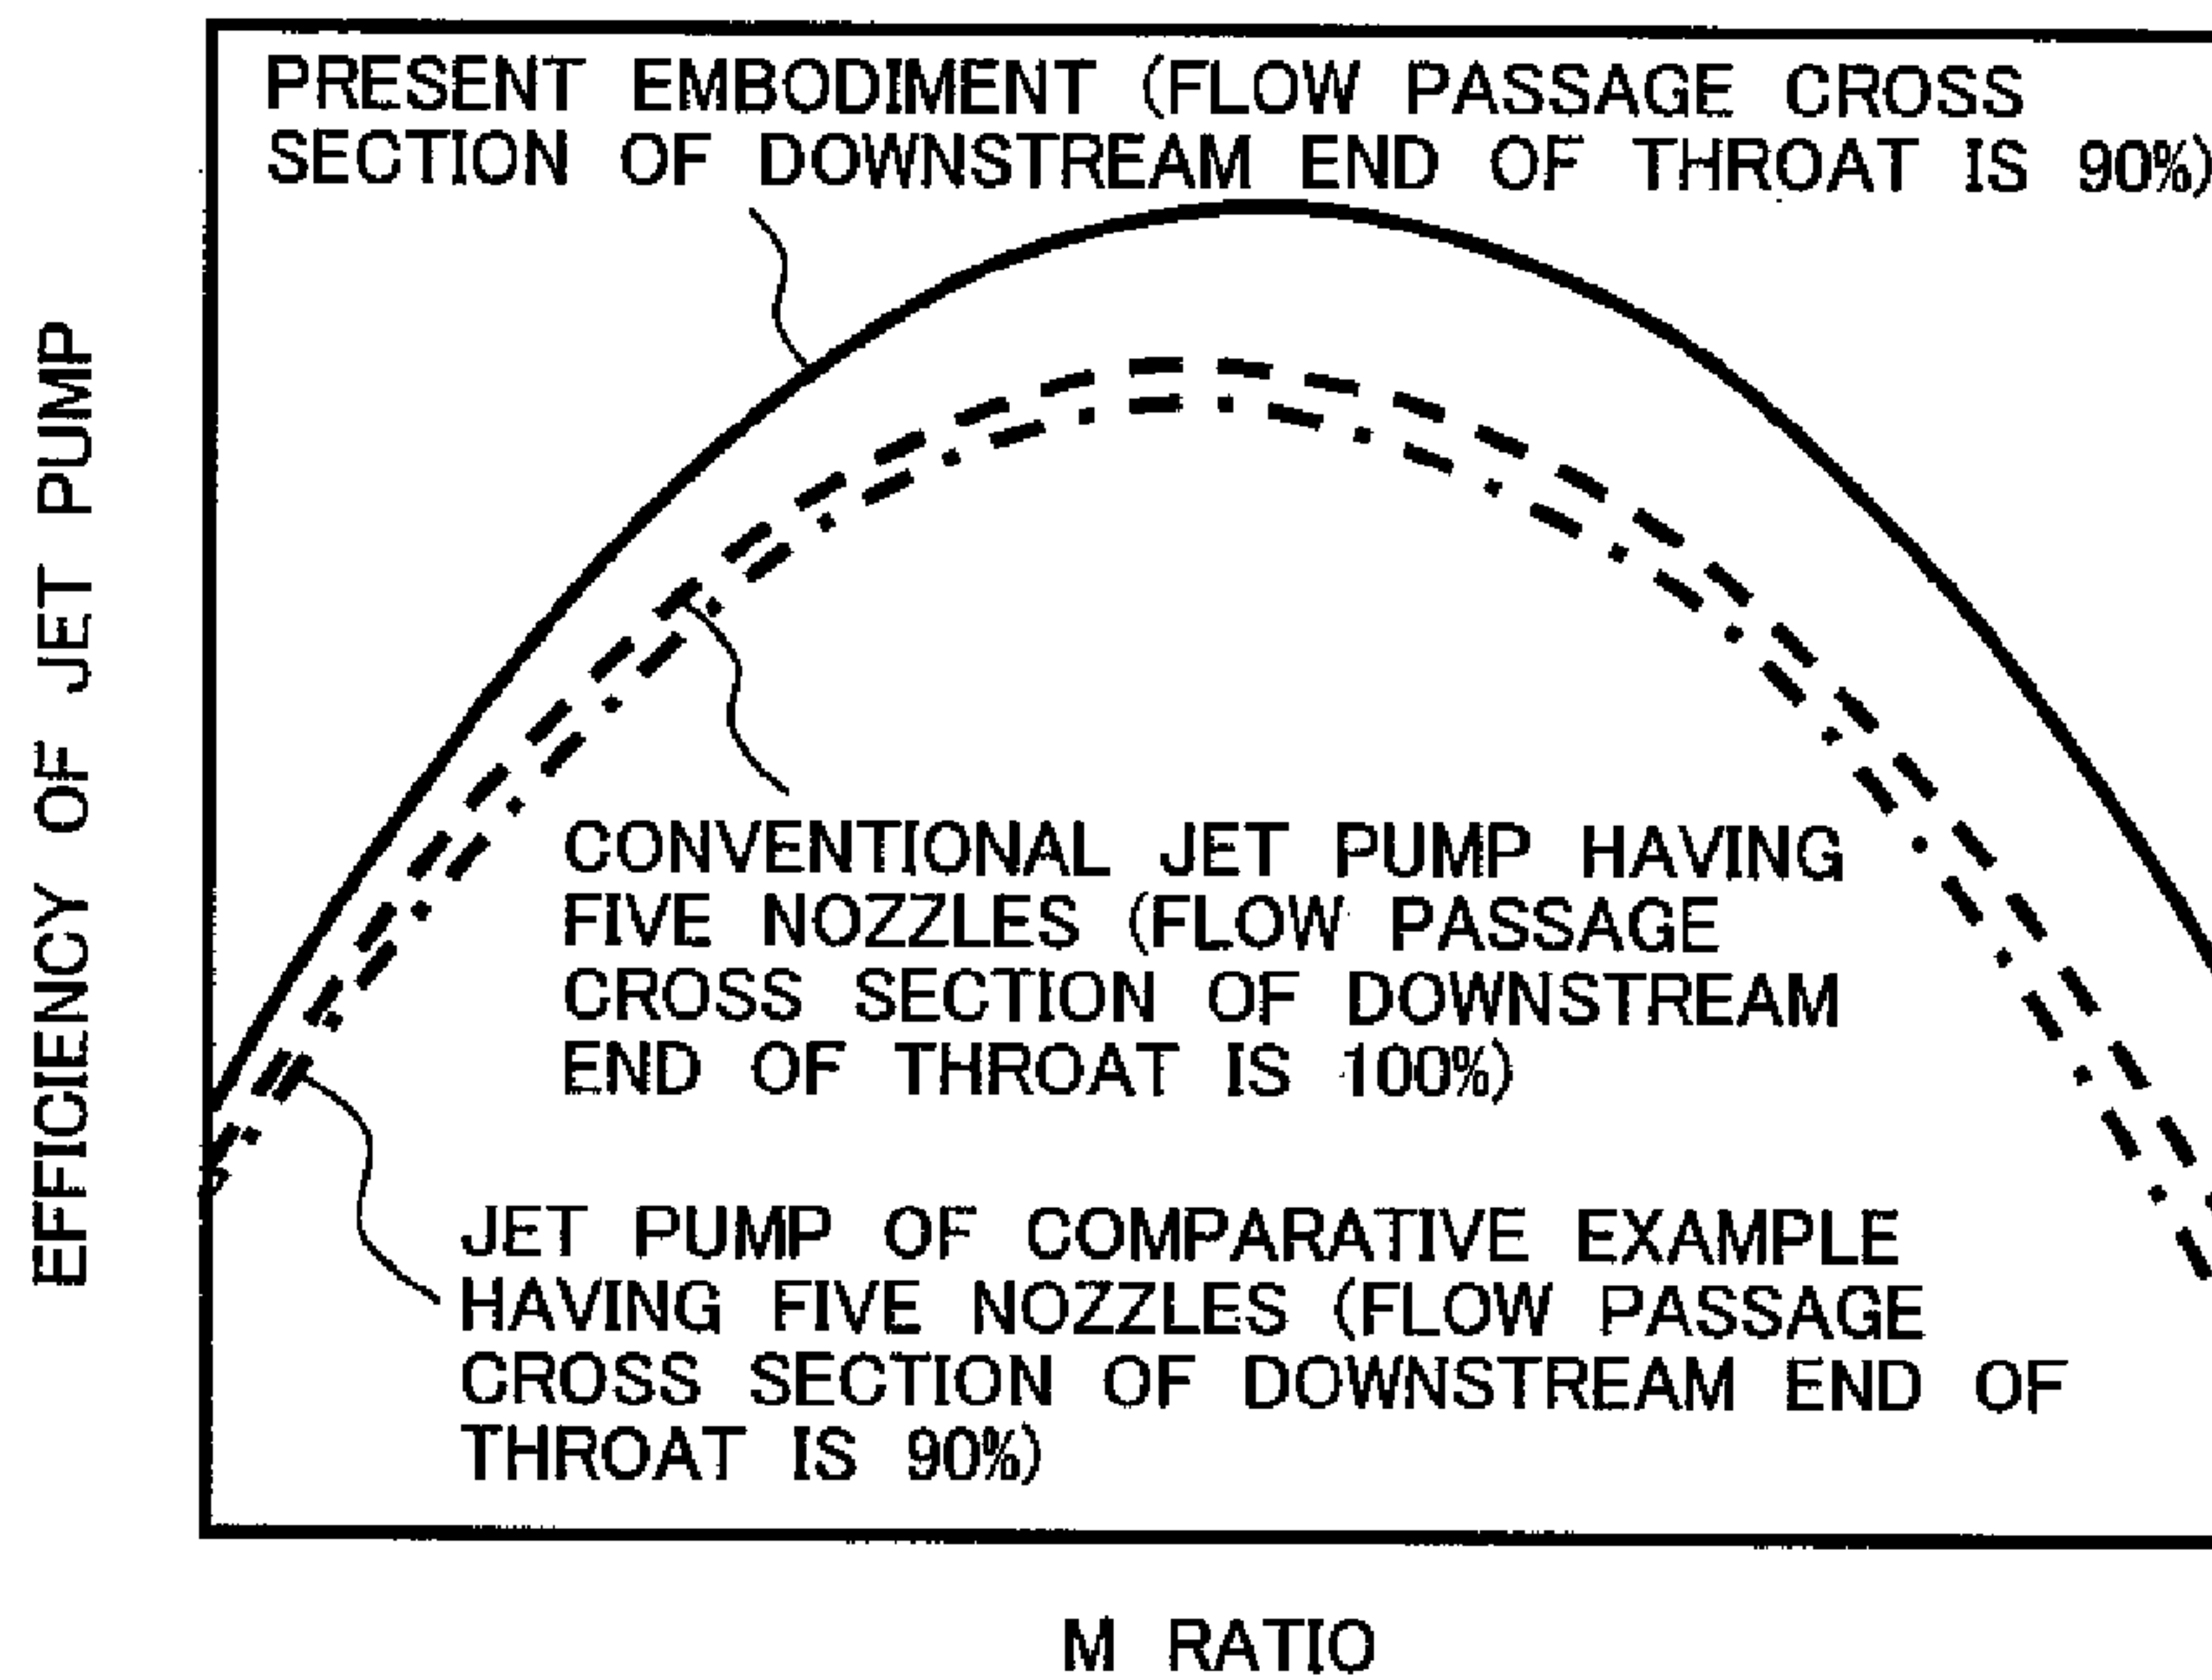 PRESENT EMBODIMENT (FLOW PASSAGE CROSS
SECTION OF DOWNSTREAM END OF THROAT IS 90%)
EFFICIENCY OF JET PUMP
CONVENTIONAL JET PUMP HAVING
FIVE NOZZLES (FLOW PASSAGE
CROSS SECTION OF DOWNSTREAM
END OF THROAT IS 100%)
JET PUMP OF COMPARATIVE EXAMPLE
HAVING FIVE NOZZLES (FLOW PASSAGE
CROSS SECTION OF DOWNSTREAM END OF
THROAT IS 90%)
M RATIO